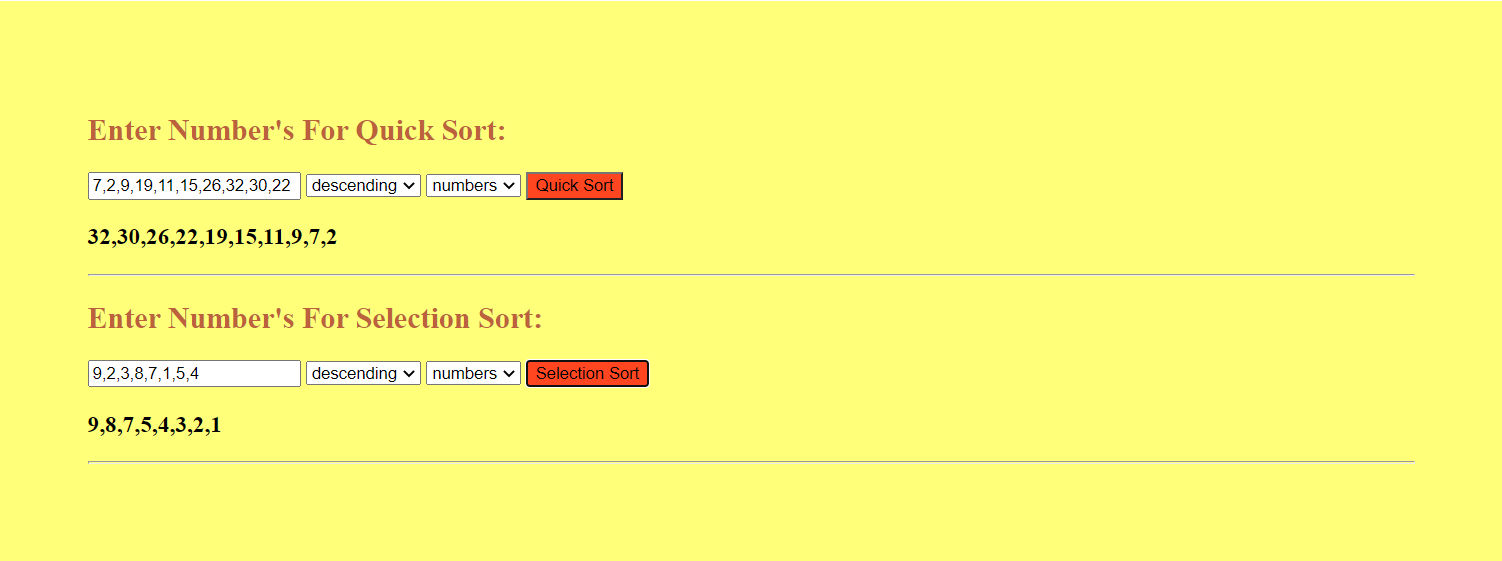 Enter Number's For Quick Sort:
7,2,9,19,11,15,26,32,30,22 descending numbers Quick Sort
32,30,26,22,19,15,11,9,7,2
Enter Number's For Selection Sort:
9,2,3,8,7,1,5,4 descending numbers Selection Sort
9,8,7,5,4,3,2,1